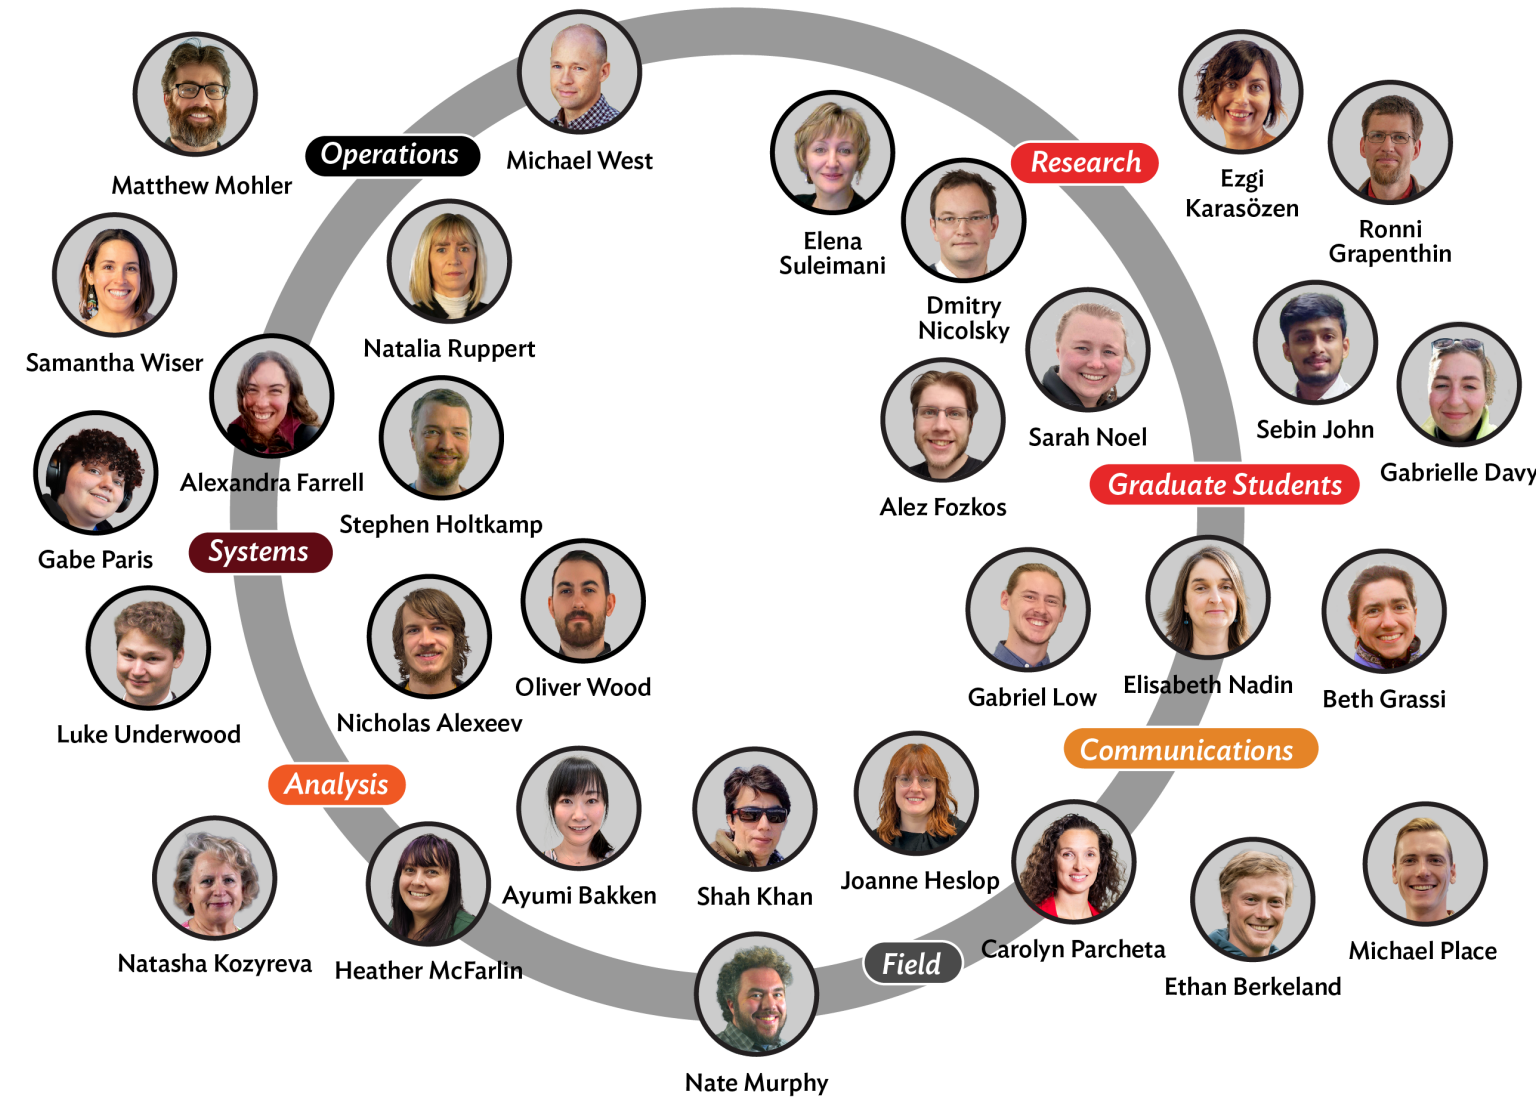 Operations
Michael West
Matthew Mohler
Research
Ezgi
Karasözen
Ronni
Grapenthin
Elena
Suleimani
Dmitry
Nicolsky
Samantha Wiser
Natalia Ruppert
Sarah Noel
Sebin John
Gabrielle Davy
Alexandra Farrell
Stephen Holtkamp
Alez Fozkos
Graduate Students
Gabe Paris
Systems
Luke Underwood
Nicholas Alexeev
Oliver Wood
Gabriel Low
Elisabeth Nadin
Beth Grassi
Communications
Analysis
Natasha Kozyreva
Heather McFarlin
Ayumi Bakken
Shah Khan
Joanne Heslop
Field
Carolyn Parcheta
Ethan Berkeland
Michael Place
Nate Murphy